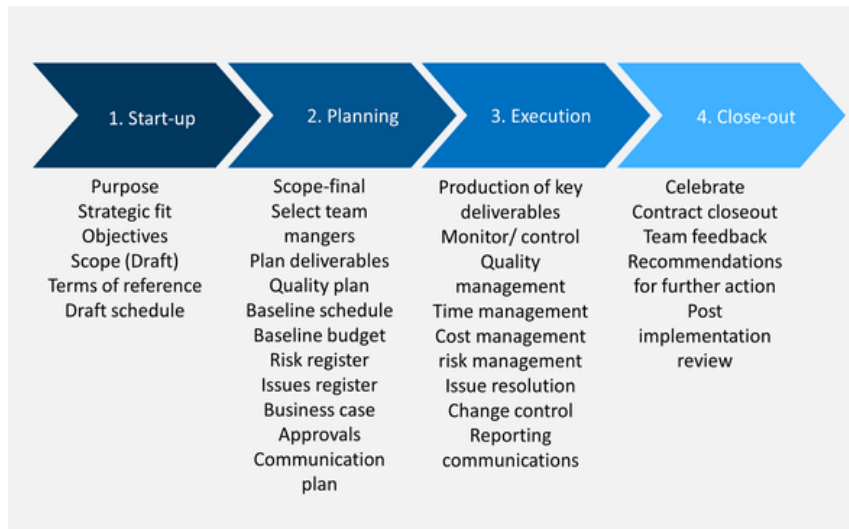 1. Start-up
2. Planning
3. Execution
4. Close-out
Purpose
Strategic fit
Objectives
Scope (Draft)
Terms of reference
Draft schedule
Scope-final
Select team
mangers
Plan deliverables
Quality plan
Baseline schedule
Baseline budget
Risk register
Issues register
Business case
Approvals
Communication
plan
Production of key
deliverables
Monitor/ control
Quality
management
Time management
Cost management
risk management
Issue resolution
Change control
Reporting
communications
Celebrate
Contract closeout
Team feedback
Recommendations
for further action
Post
implementation
review